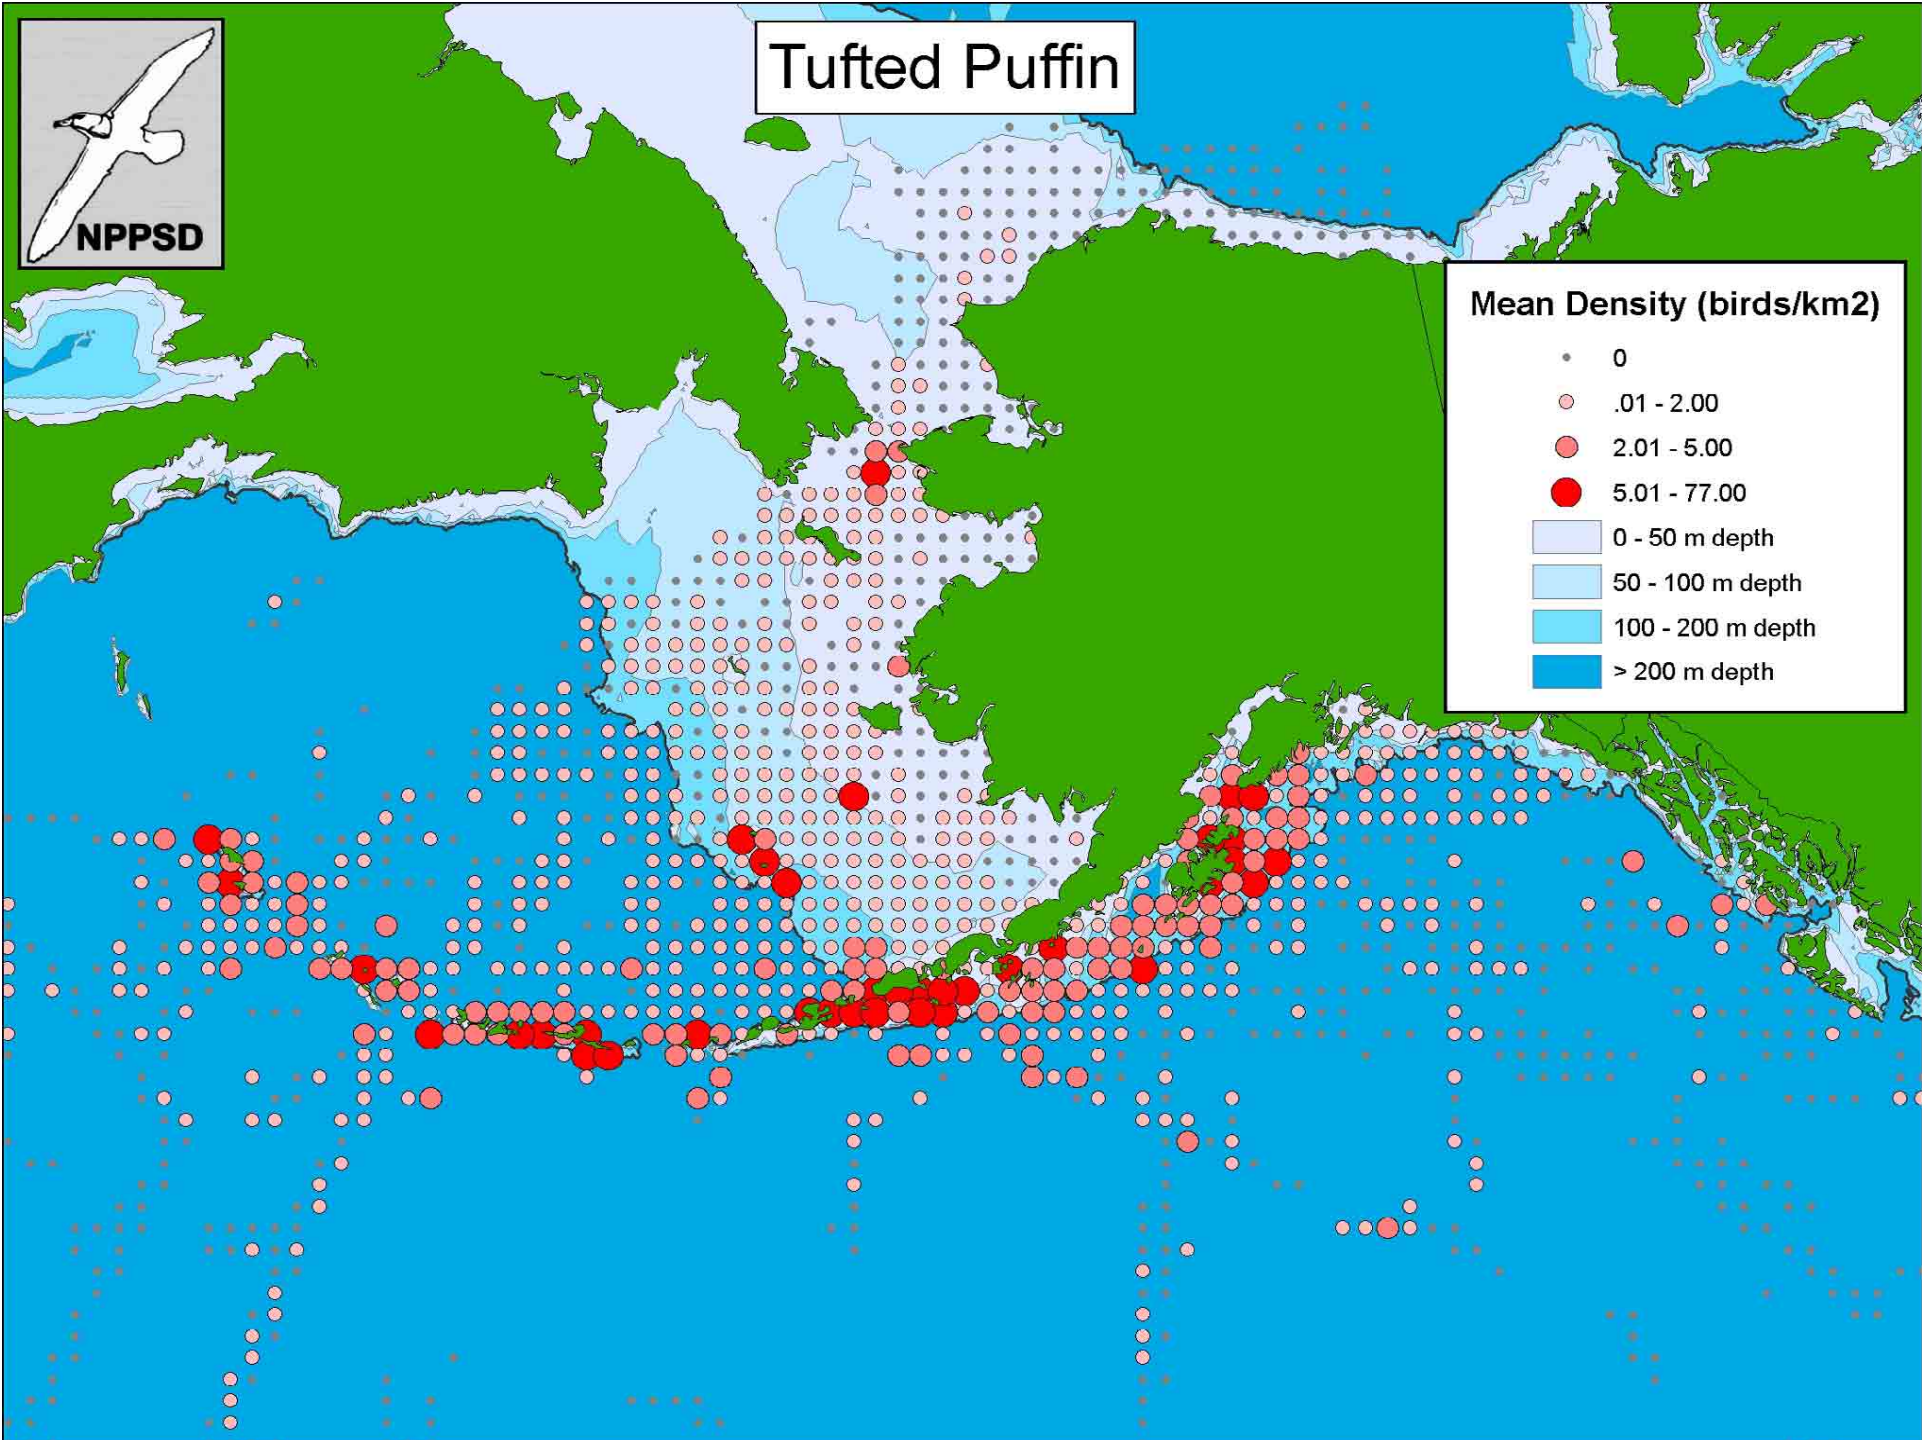 Tufted Puffin
NPPSD
Mean Density (birds/km2)
0
.01 - 2.00
2.01 - 5.00
5.01 - 77.00
0 - 50 m depth
50 - 100 m depth
100 - 200 m depth
> 200 m depth